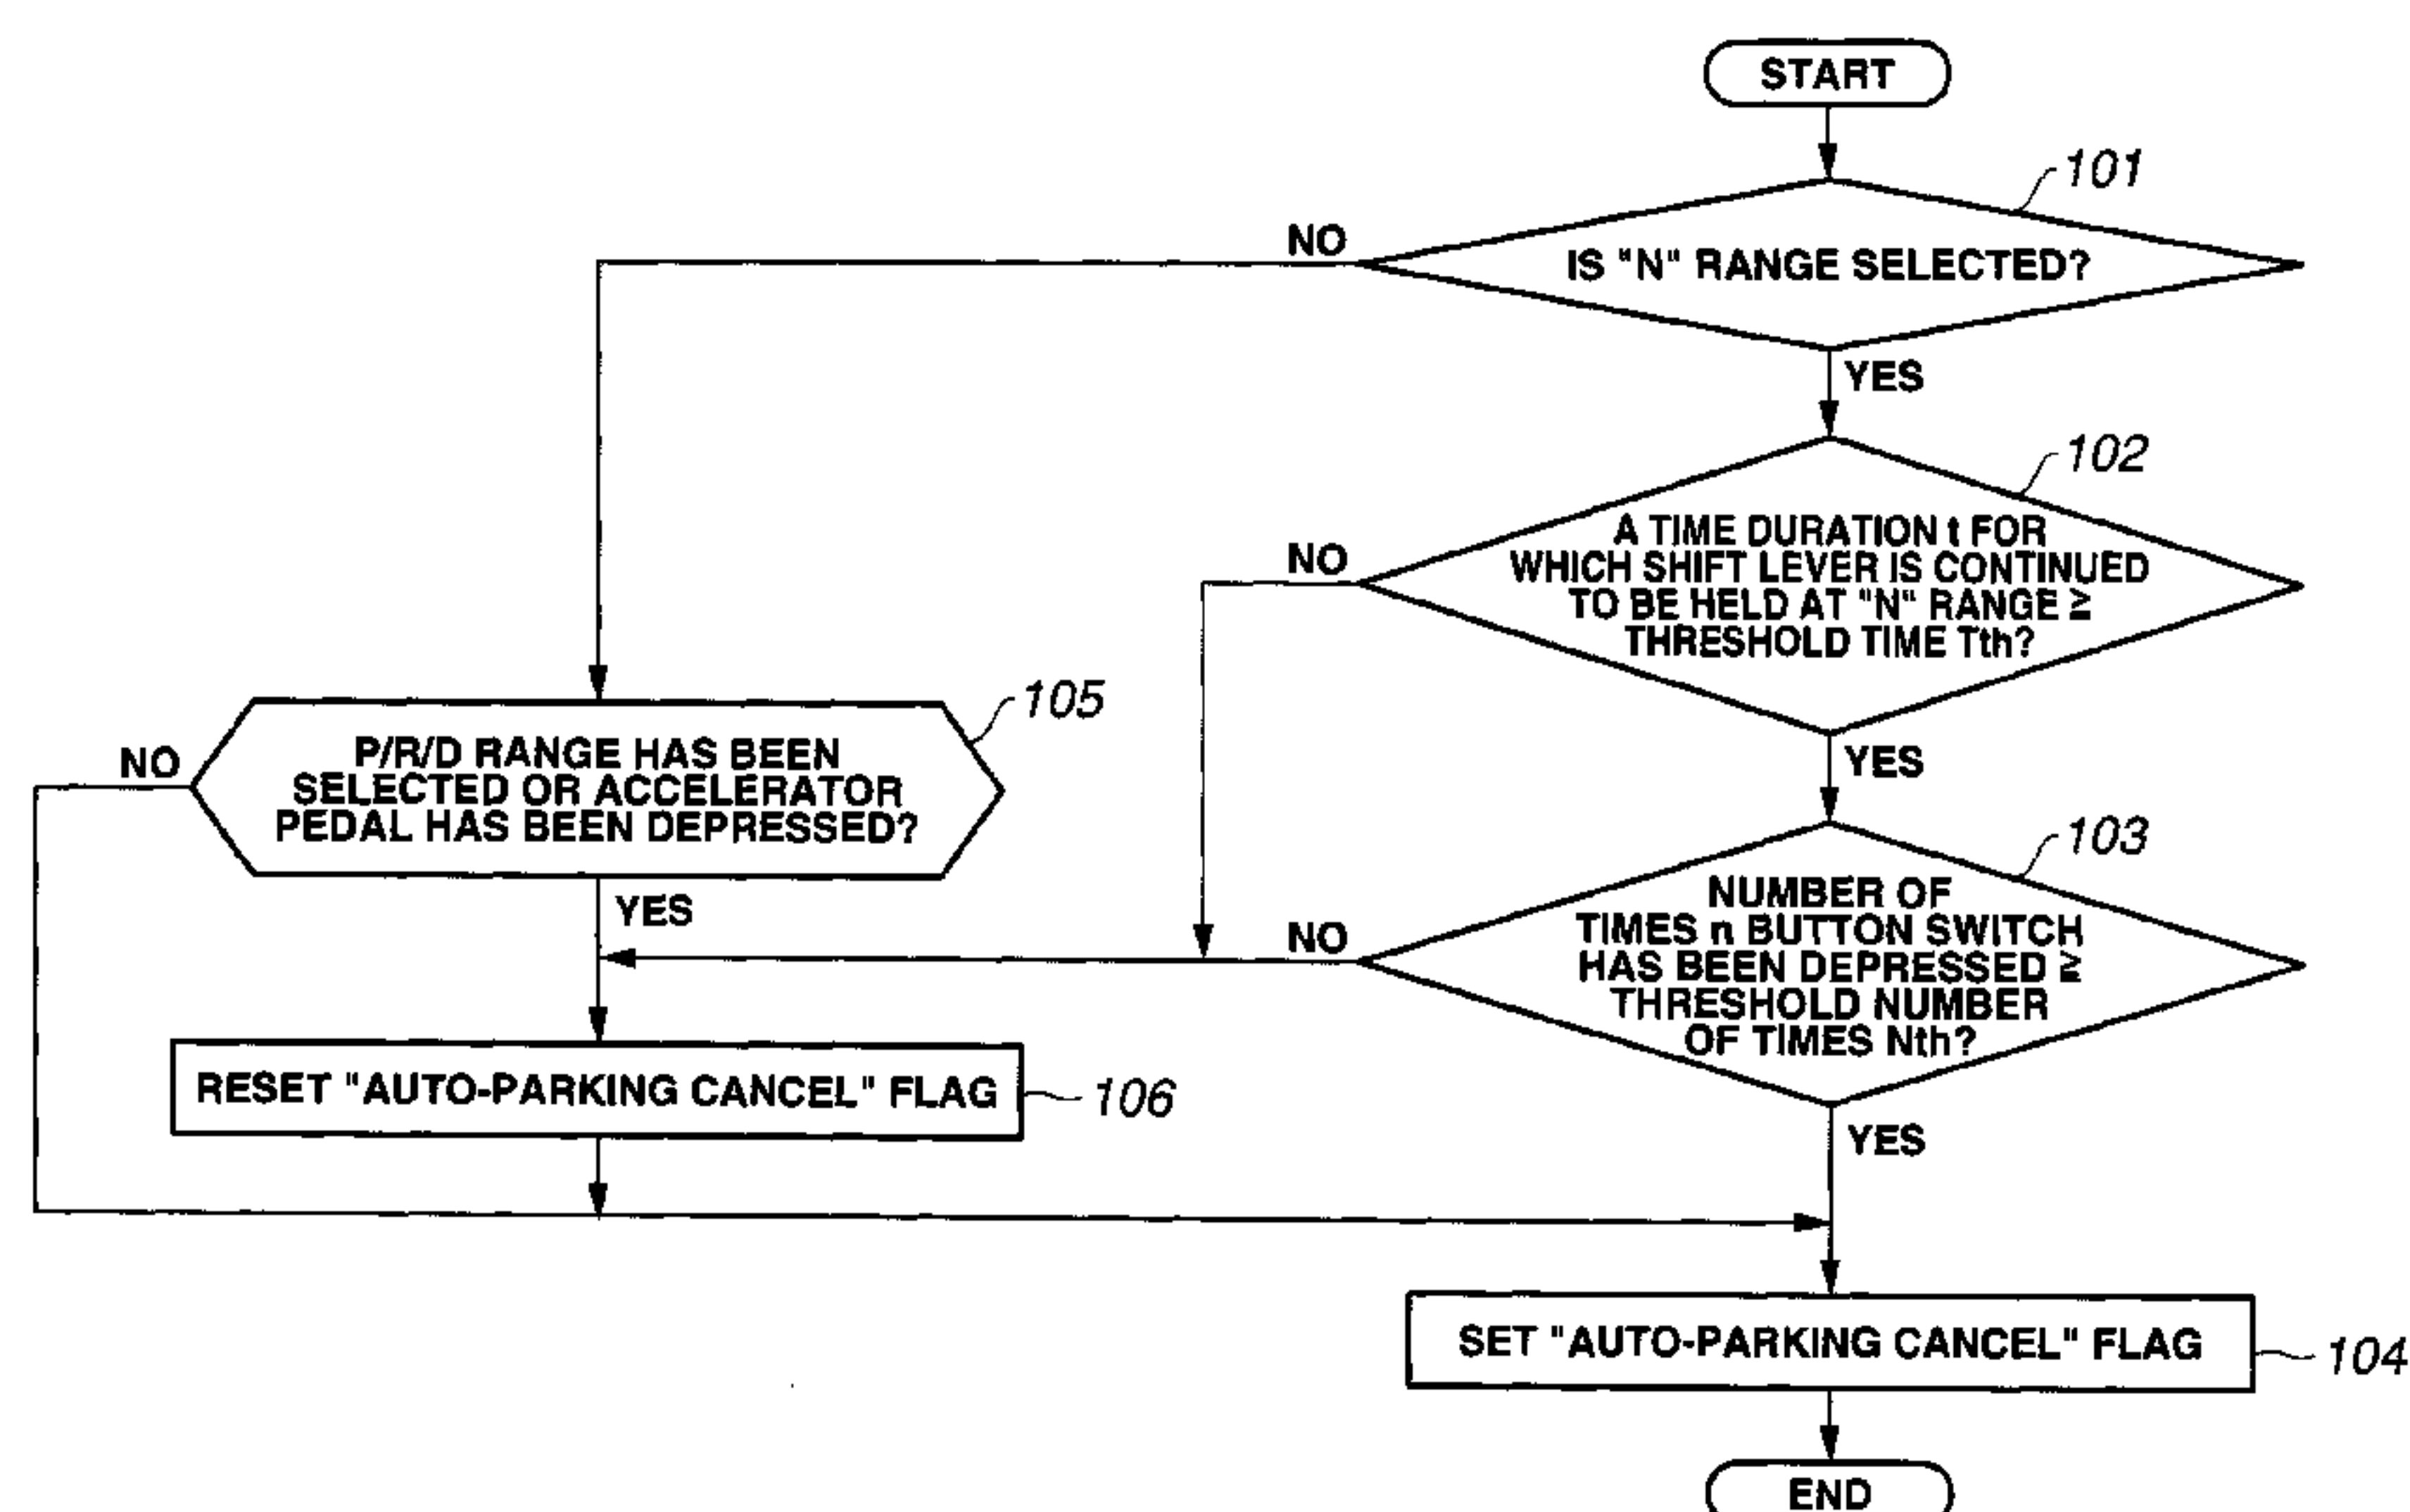 START
101
NO
IS "N" RANGE SELECTED?
YES
102
NO
A TIME DURATION t FOR
WHICH SHIFT LEVER IS CONTINUED
TO BE HELD AT "N" RANGE ≧
THRESHOLD TIME Tth?
YES
105
NO
P/R/D RANGE HAS BEEN
SELECTED OR ACCELERATOR
PEDAL HAS BEEN DEPRESSED?
YES
103
NO
NUMBER OF
TIMES n BUTTON SWITCH
HAS BEEN DEPRESSED ≧
THRESHOLD NUMBER
OF TIMES Nth?
YES
RESET "AUTO-PARKING CANCEL" FLAG
106
SET "AUTO-PARKING CANCEL" FLAG
104
END